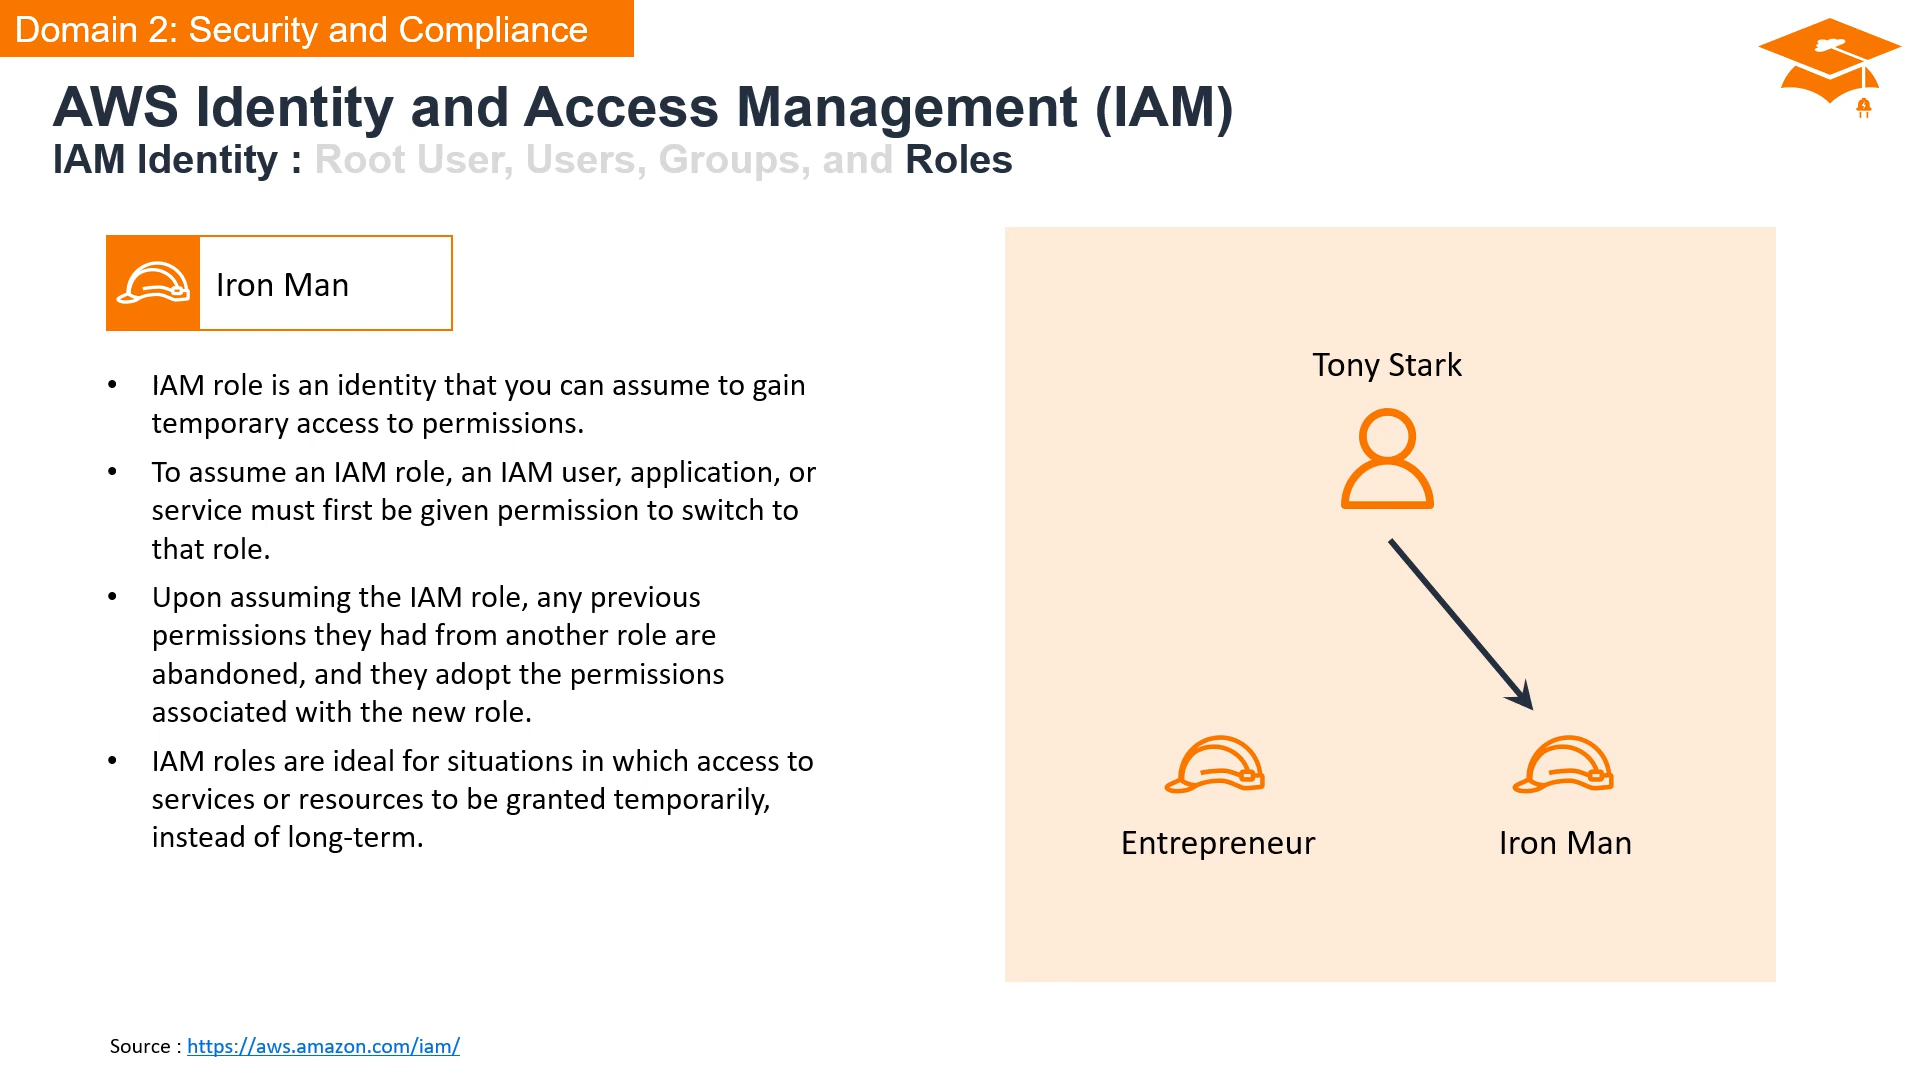 Domain 2: Security and Compliance
AWS Identity and Access Management (IAM)
IAM Identity : Root User, Users, Groups, and Roles
Iron Man
• IAM role is an identity that you can assume to gain
temporary access to permissions.
• To assume an IAM role, an IAM user, application, or
service must first be given permission to switch to
that role.
• Upon assuming the IAM role, any previous
permissions they had from another role are
abandoned, and they adopt the permissions
associated with the new role.
• IAM roles are ideal for situations in which access to
services or resources to be granted temporarily,
instead of long-term.
Tony Stark
Entrepreneur
Iron Man
Source : https://aws.amazon.com/iam/